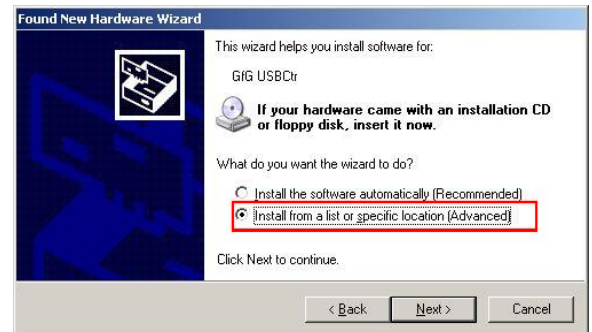 Found New Hardware Wizard
This wizard helps you install software for:
GfG USBCtr
If your hardware came with an installation CD
or floppy disk, insert it now.
What do you want the wizard to do?
Install the software automatically (Recommended)
Install from a list or specific location (Advanced)
Click Next to continue.
< Back Next > Cancel